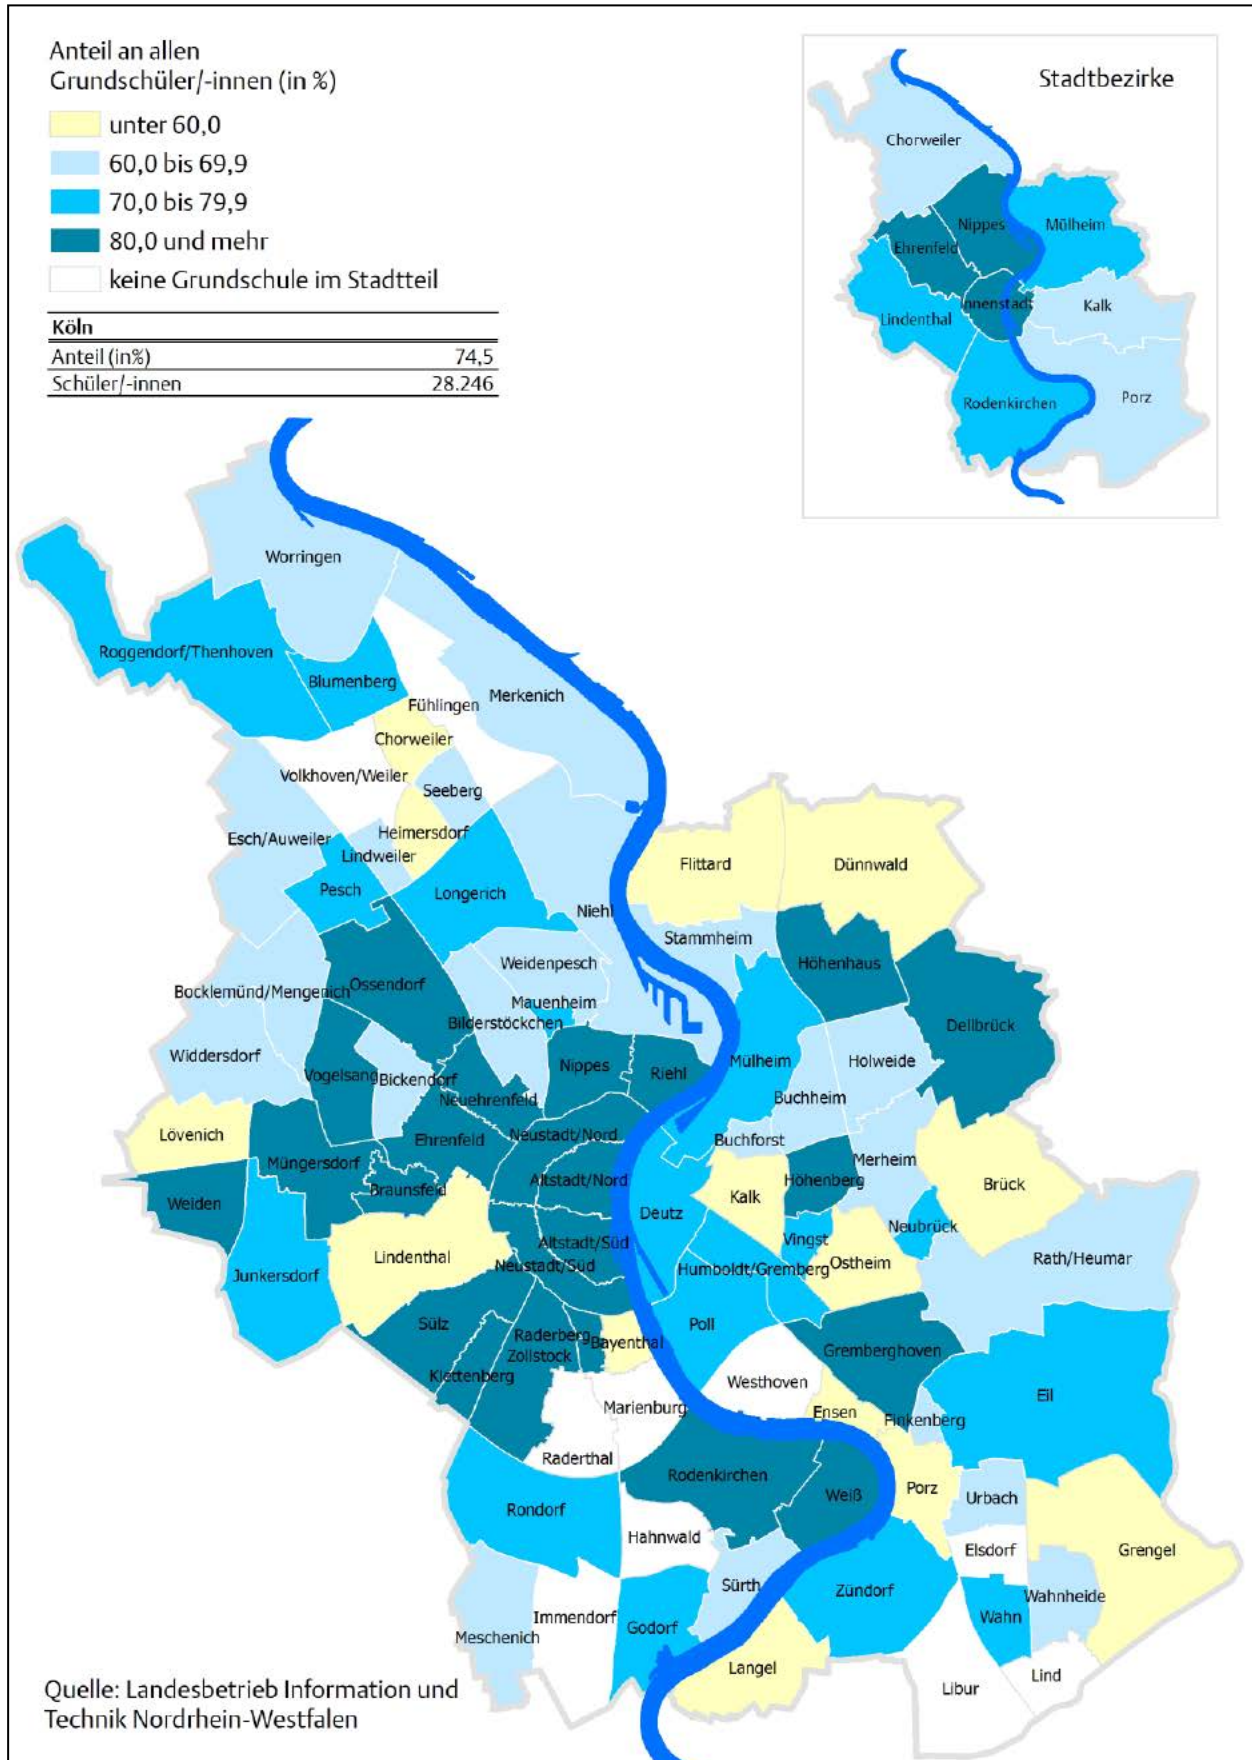 Anteil an allen
Grundschüler/-innen (in %)
unter 60,0
60,0 bis 69,9
70,0 bis 79,9
80,0 und mehr
keine Grundschule im Stadtteil
Köln
Anteil (in%) 74,5
Schüler/-innen 28.246
Stadtbezirke
Chorweiler
Nippes
Mülheim
Ehrenfeld
Innenstadt
Kalk
Lindenthal
Rodenkirchen
Porz
Worringen
Roggendorf/Thenhoven
Blumenberg
Merkenich
Fühlingen
Chorweiler
Volkhoven/Weiler
Seeberg
Heimersdorf
Esch/Auweiler
Lindweiler
Flittard
Dünnwald
Pesch
Longerich
Niehl
Stammheim
Weidenpesch
Höhenhaus
Ossendorf
Bocklemünd/Mengenich
Mauenheim
Bilderstöckchen
Dellbrück
Widdersdorf
Nippes
Riehl
Mülheim
Holweide
Vogelsang
Bickendorf
Neuehrenfeld
Buchheim
Lövenich
Ehrenfeld
Neustadt/Nord
Buchforst
Merheim
Müngersdorf
Braunsfeld
Altstadt/Nord
Höhenberg
Brück
Weiden
Kalk
Deutz
Neubrück
Lindenthal
Altstadt/Süd
Vingst
Rath/Heumar
Junkersdorf
Neustadt/Süd
Humboldt/Gremberg
Ostheim
Sülz
Raderberg
Bayenthal
Poll
Zollstock
Gremberghoven
Klettenberg
Westhoven
Eil
Marienburg
Ensen
Finkenberg
Raderthal
Rodenkirchen
Weiß
Porz
Urbach
Rondorf
Hahnwald
Elsdorf
Grengel
Sürth
Zündorf
Wahnheide
Immendorf
Godorf
Wahn
Meschenich
Langel
Lind
Libur
Quelle: Landesbetrieb Information und
Technik Nordrhein-Westfalen